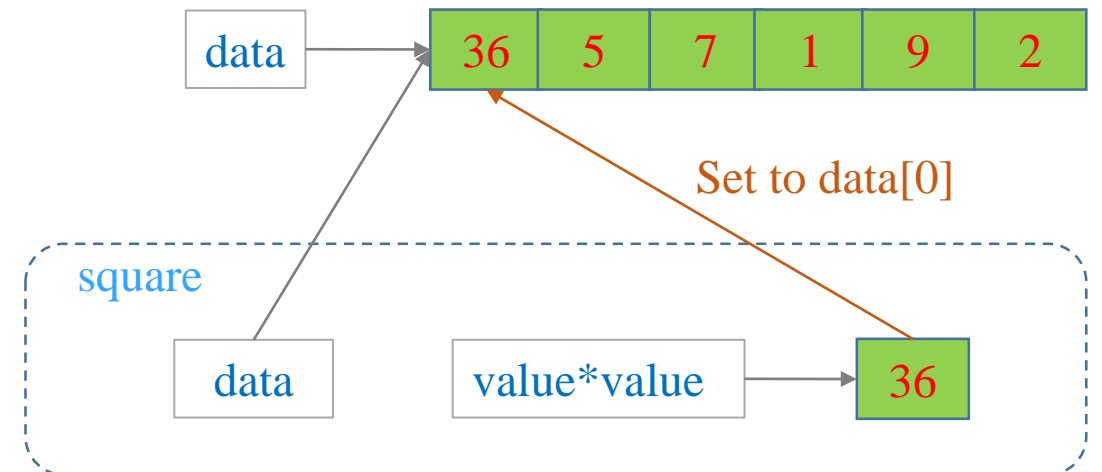 data 36 5 7 1 9 2
Set to data[0]
square
data value*value 36